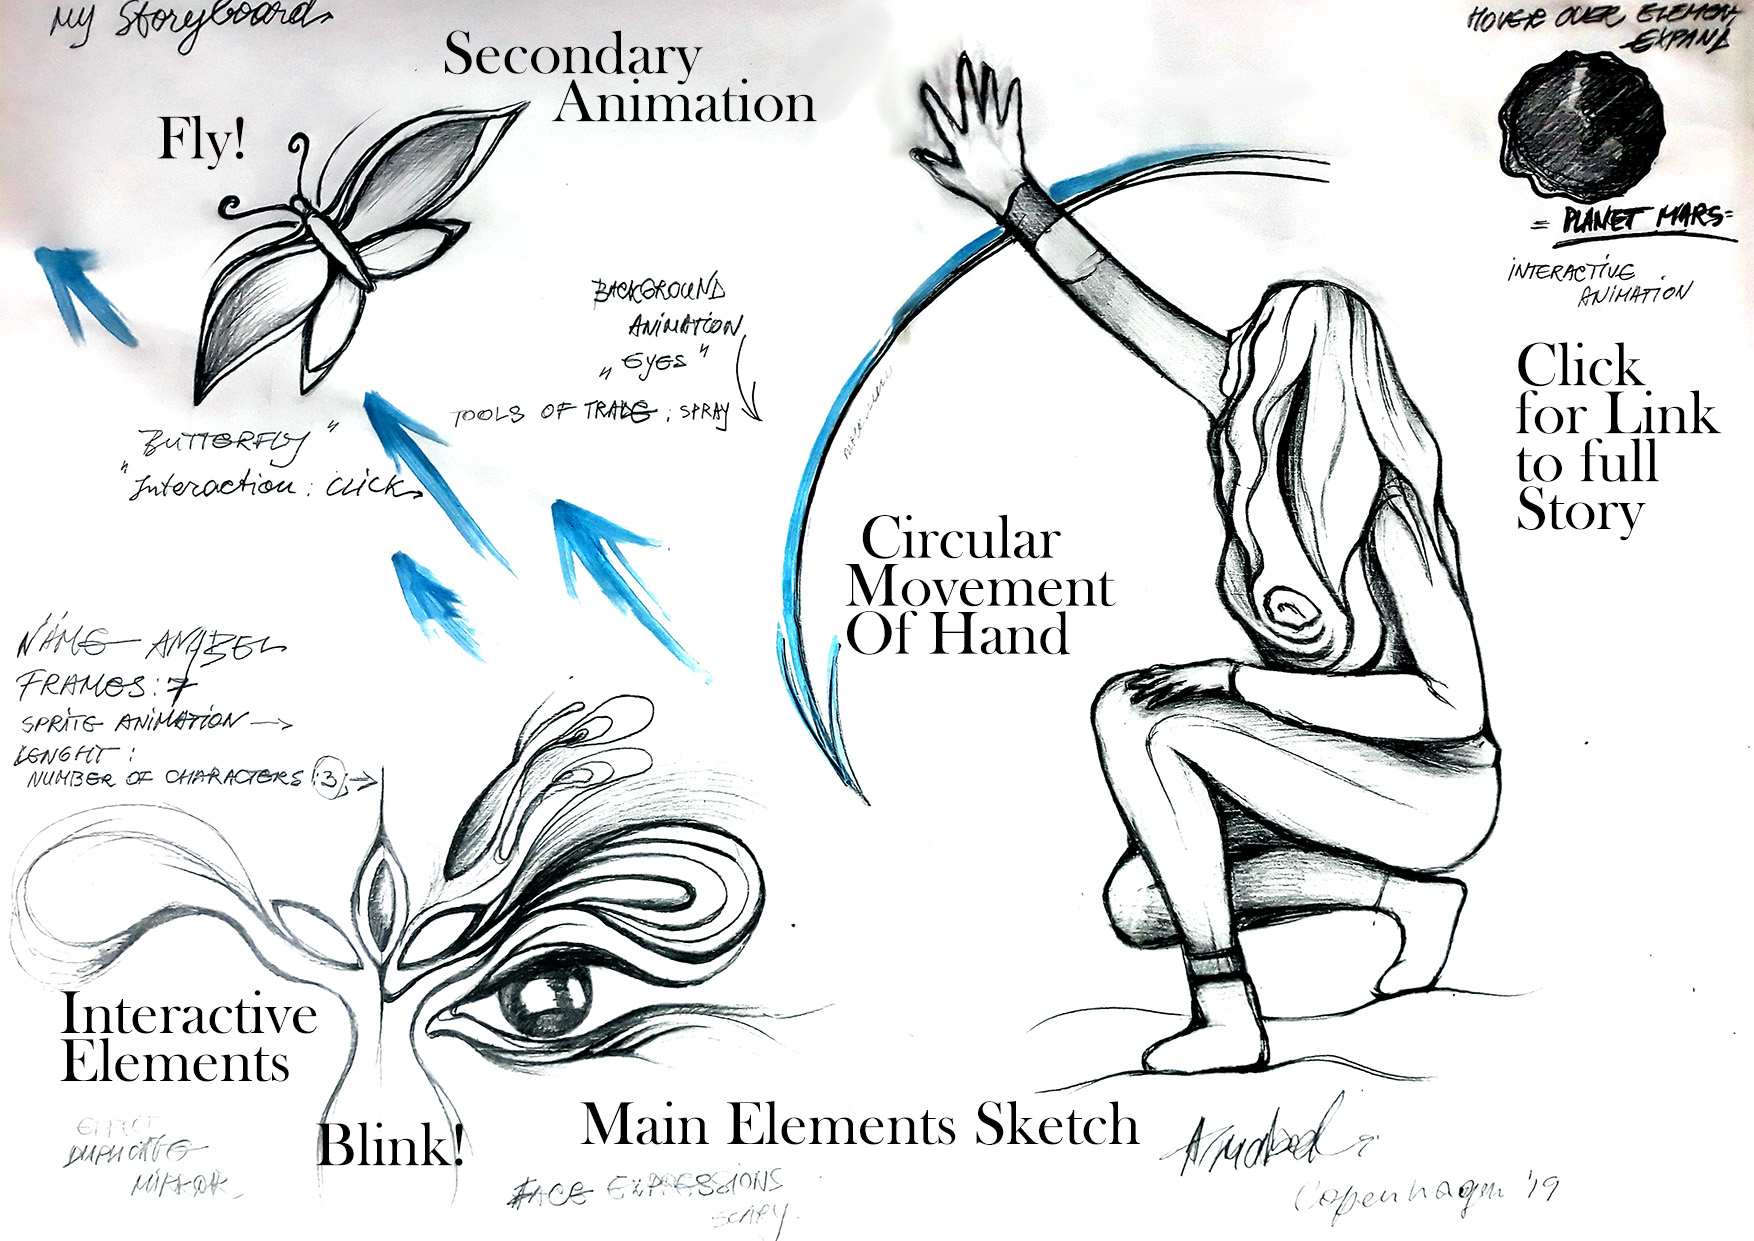 My Storyboard
HOVER OVER ELEMENT
EXPAND
Secondary
Animation
Fly!
= PLANET MARS =
INTERACTIVE
ANIMATION
BACKGROUND
ANIMATION
"EYES"
TOOLS OF TRADE: SPRAY
Click
for Link
to full
Story
BUTTERFLY"
"Interaction: click
Circular
Movement
Of Hand
NAME ANABEL
FRAMES: 7
SPRITE ANIMATION →
LENGHT:
NUMBER OF CHARACTERS 3 →
Interactive
Elements
Main Elements Sketch
Blink!
EFFECT
DUPLICATE
MIRROR
FACE EXPRESSIONS
SCARY.
Copenhagen '19